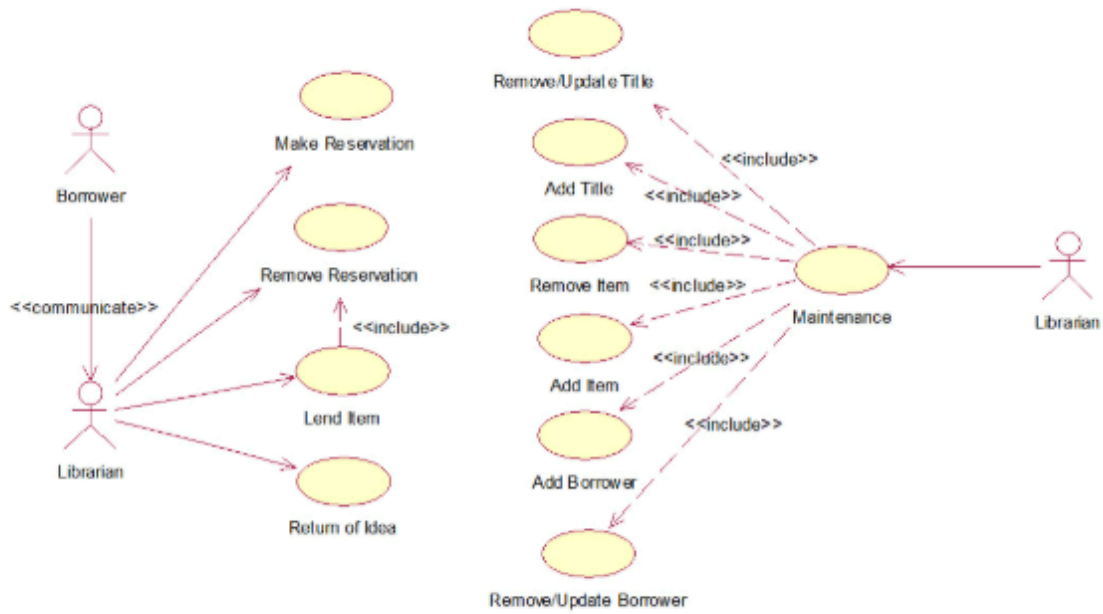 Remove/Update Title
Make Reservation
<<include>>
Borrower
Add Title
<<include>>
<<include>>
Remove Reservation
Remove Item
<<include>>
<<communicate>>
<<include>>
Maintenance
Librarian
<<include>>
Add Item
Lend Item
<<include>>
Librarian
Add Borrower
Return of Idea
Remove/Update Borrower